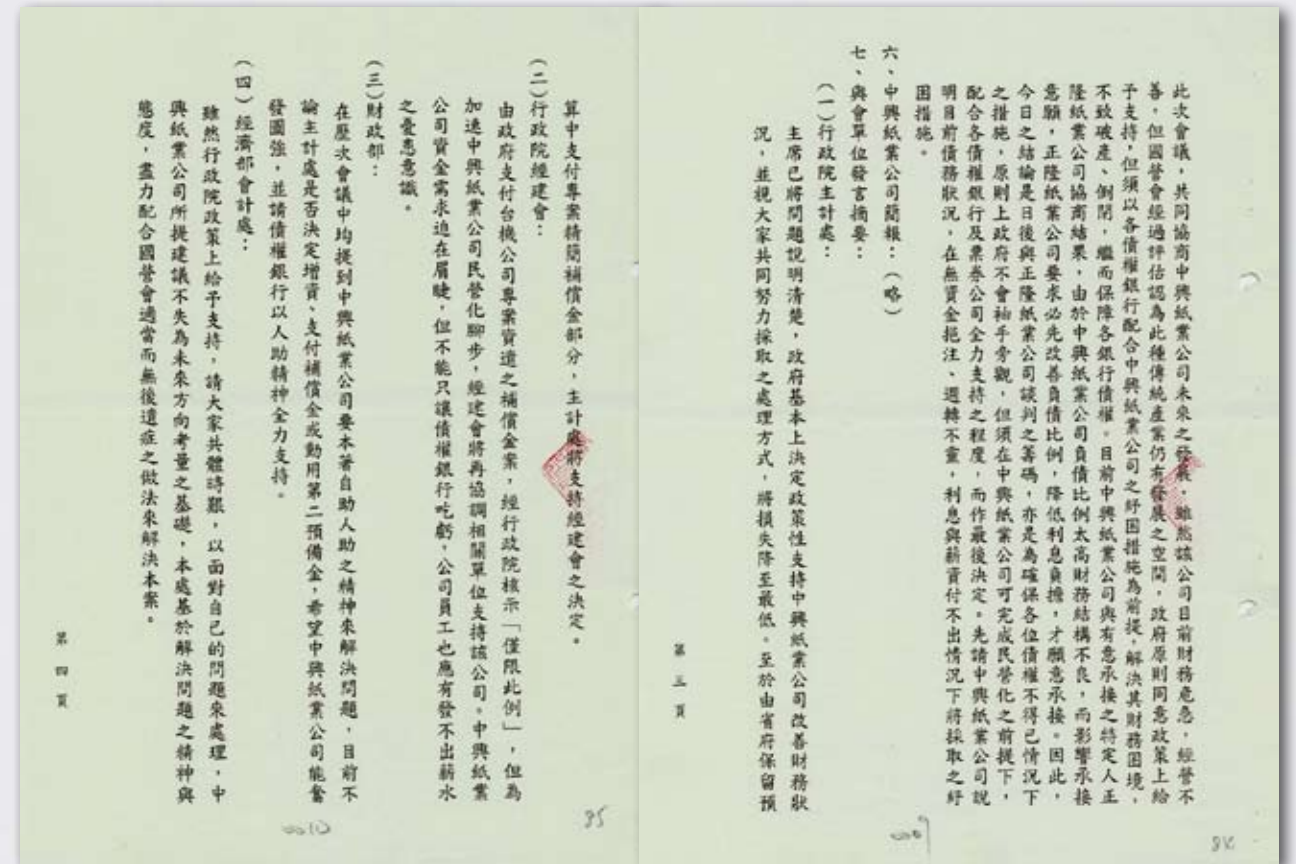 此次會議,共同協商中興紙業公司未來之發展,雖然該公司目前財務危急,經營不
善,但國營會經過評估認為此種傳統產業仍有發展之空間,政府原則同意政策上給
予支持,但須以各債權銀行配合中興紙業公司之紓困措施為前提,解決其財務困境,
不致破產、倒閉,繼而保障各銀行債權。目前中興紙業公司與有意承接之特定人正
隆紙業公司協商結果,由於中興紙業公司負債比例太高財務結構不良,而影響承接
意願,正隆紙業公司要求必先改善負債比例,降低利息負擔,才願意承接。因此,
今日之結論是日後與正隆紙業公司談判之籌碼,亦是為確保各位債權不得已情況下
之措施,原則上政府不會袖手旁觀,但須在中興紙業公司可完成民營化之前提下,
配合各債權銀行及票券公司全力支持之程度,而作最後決定。先請中興紙業公司說
明目前債務狀況,在無資金挹注、週轉不靈,利息與薪資付不出情況下將採取之紓
困措施。
六、中興紙業公司簡報:(略)
七、與會單位發言摘要:
(一)行政院主計處:
主席已將問題說明清楚,政府基本上決定政策性支持中興紙業公司改善財務狀
況,並視大家共同努力採取之處理方式,將損失降至最低。至於由省府保留預
第三頁
0009
84
算中支付專案精簡補償金部分,主計處將支持經建會之決定。
(二)行政院經建會:
由政府支付台機公司專案資遣之補償金案,經行政院核示「僅限此例」,但為
加速中興紙業公司民營化腳步,經建會將再協調相關單位支持該公司。中興紙業
公司資金需求迫在眉睫,但不能只讓債權銀行吃虧,公司員工也應有發不出薪水
之憂患意識。
(三)財政部:
在歷次會議中均提到中興紙業公司要本著自助人助之精神來解決問題,目前不
論主計處是否決定增資、支付補償金或動用第二預備金,希望中興紙業公司能奮
發圖強,並請債權銀行以人助精神全力支持。
(四)經濟部會計處:
雖然行政院政策上給予支持,請大家共體時艱,以面對自己的問題來處理,中
興紙業公司所提建議不失為未來方向考量之基礎,本處基於解決問題之精神與
態度,盡力配合國營會適當而無後遺症之做法來解決本案。
第四頁
0010
85